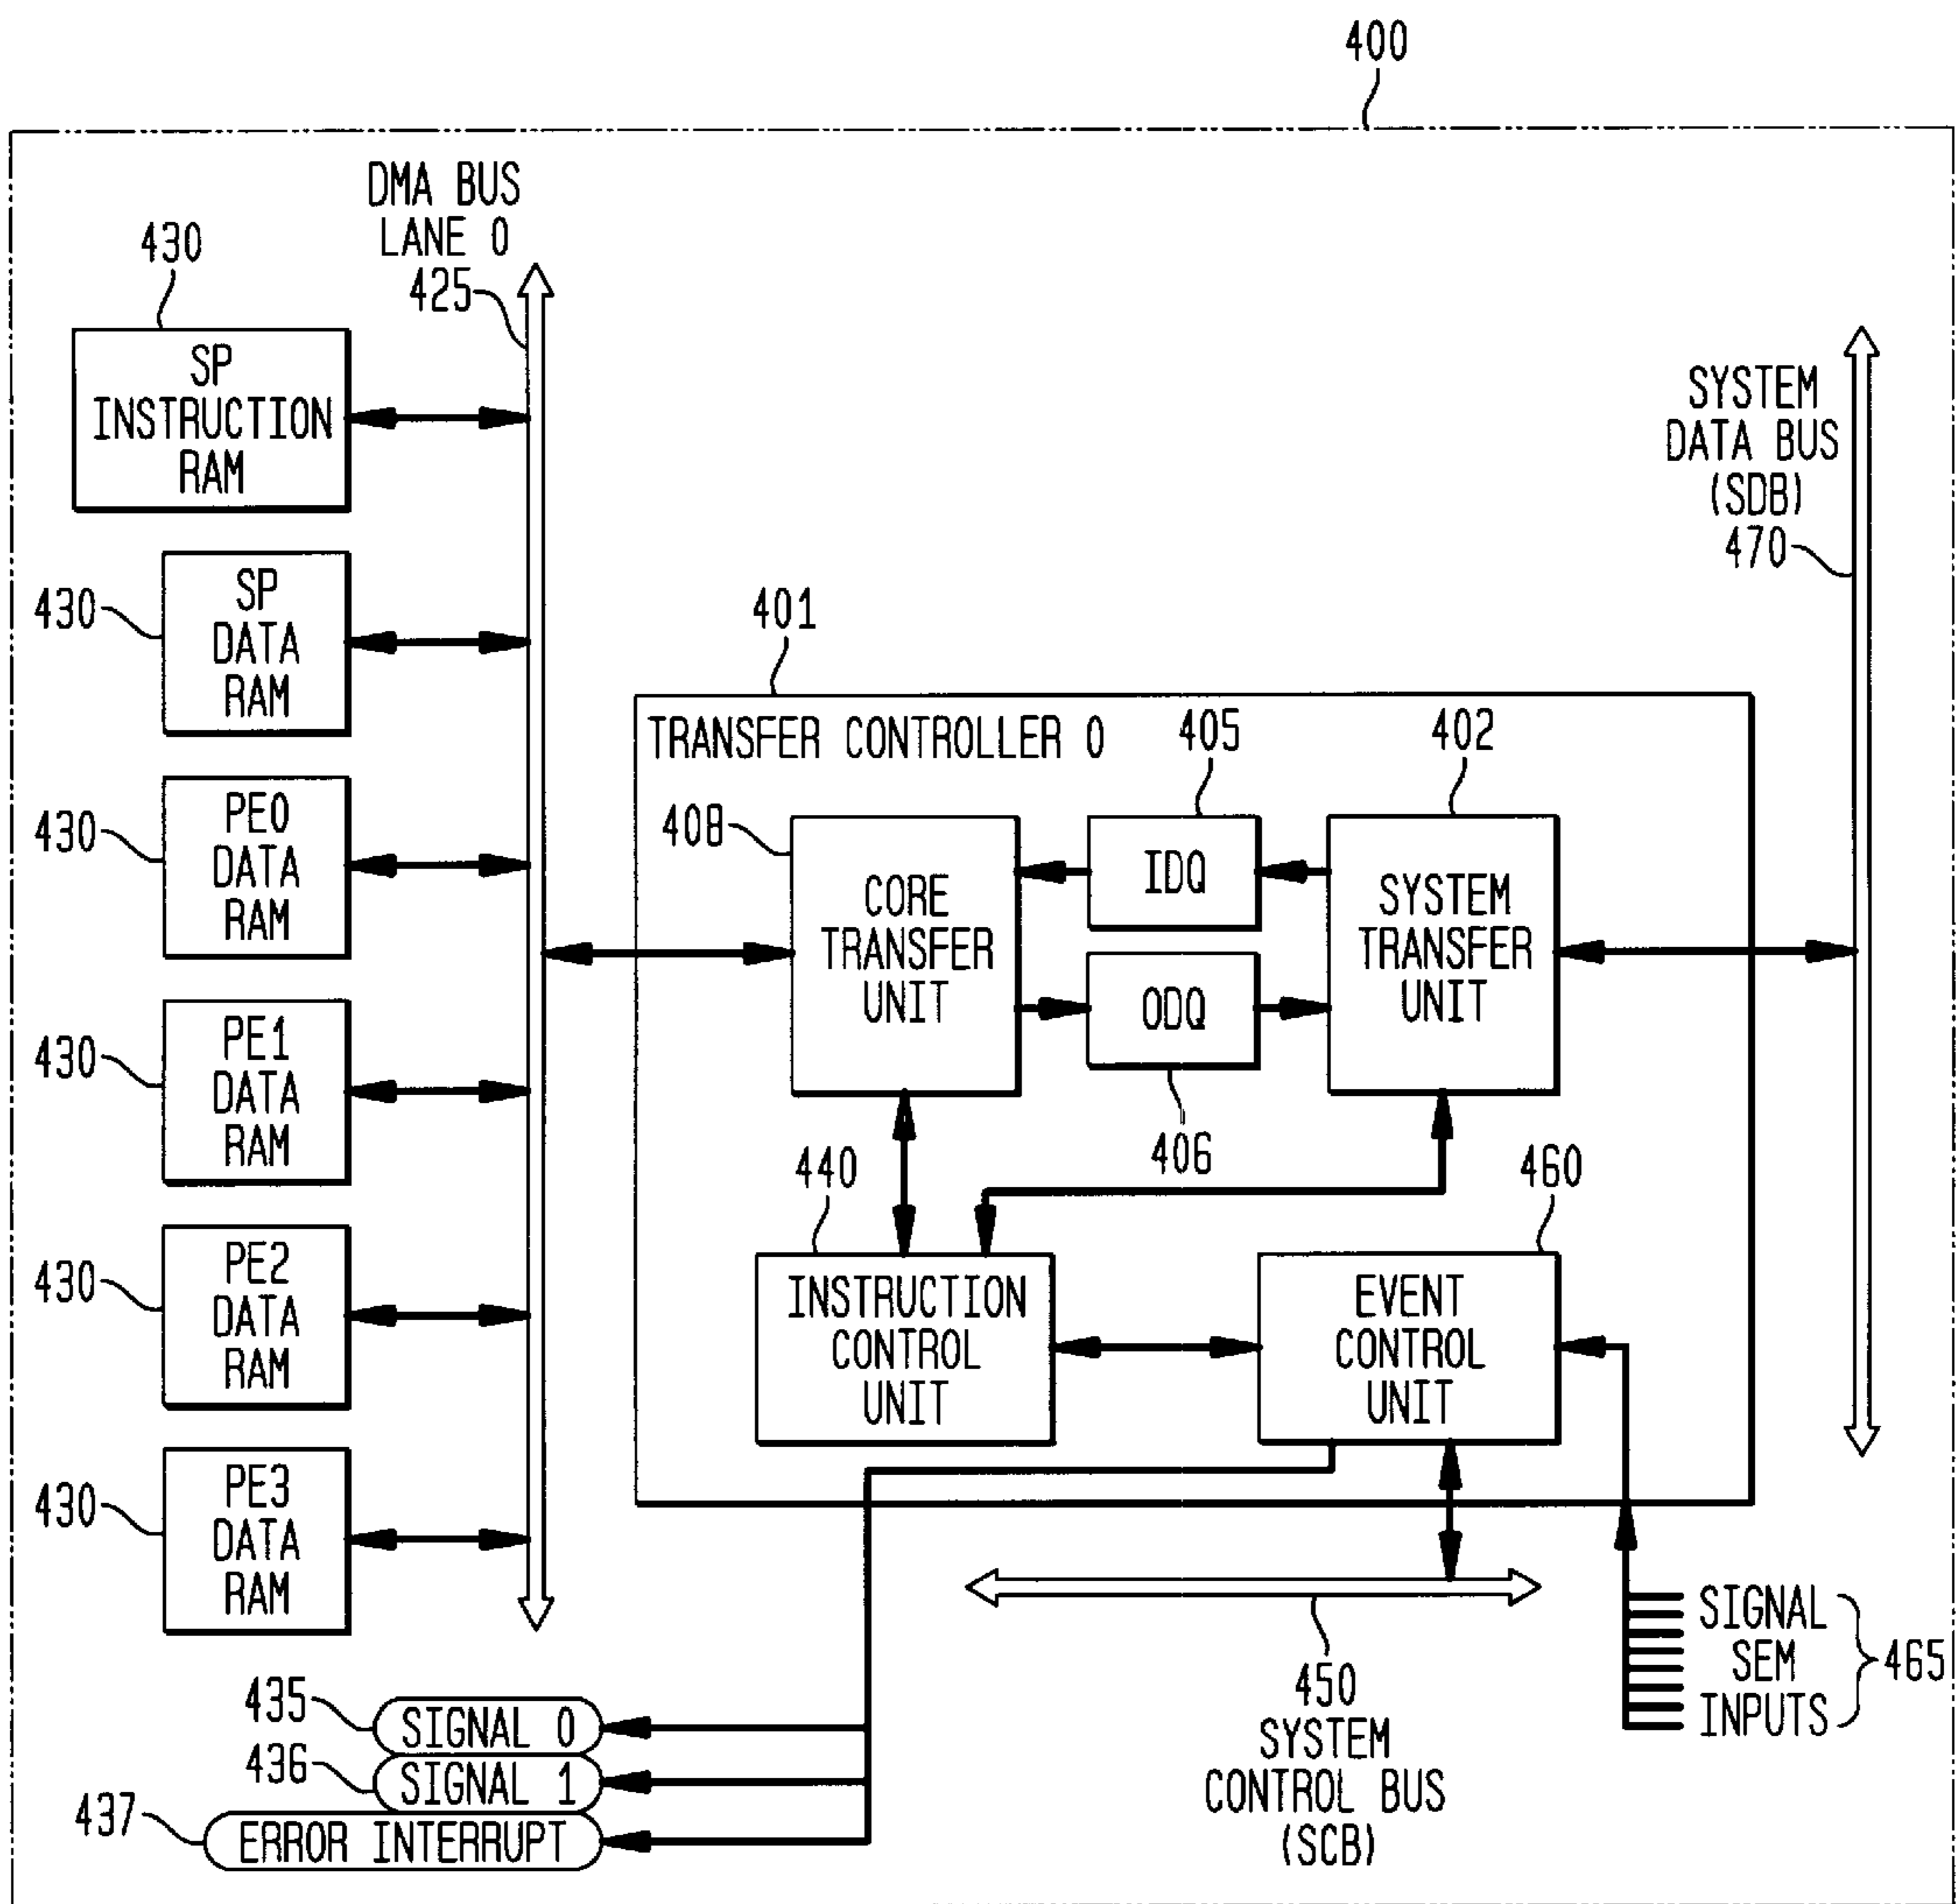 400
DMA BUS
LANE 0
425
430
SP
INSTRUCTION
RAM
430
SP
DATA
RAM
430
PE0
DATA
RAM
430
PE1
DATA
RAM
430
PE2
DATA
RAM
430
PE3
DATA
RAM
SYSTEM
DATA BUS
(SDB)
470
401
TRANSFER CONTROLLER 0
405
402
408
CORE
TRANSFER
UNIT
IDQ
ODQ
406
SYSTEM
TRANSFER
UNIT
440
INSTRUCTION
CONTROL
UNIT
460
EVENT
CONTROL
UNIT
435
SIGNAL 0
436
SIGNAL 1
437
ERROR INTERRUPT
450
SYSTEM
CONTROL BUS
(SCB)
SIGNAL
SEM
INPUTS
465